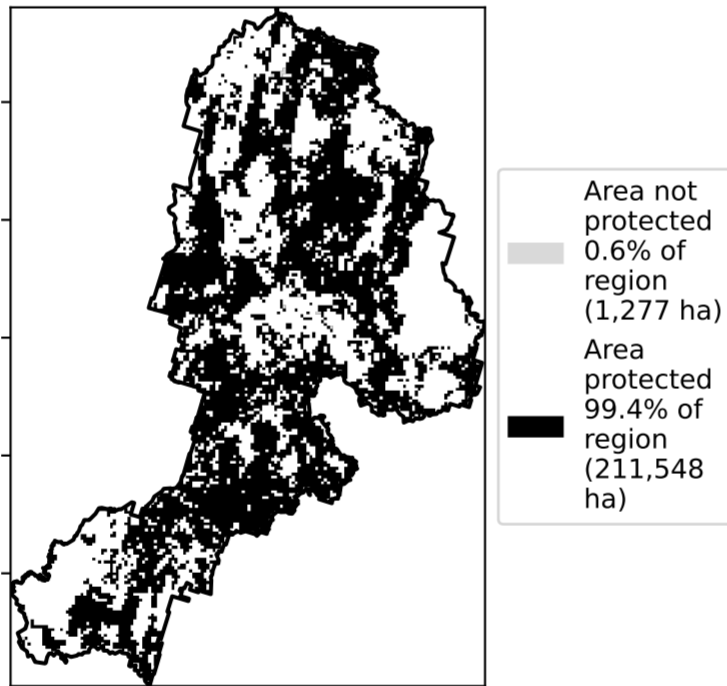 Area not
protected
0.6% of
region
(1,277 ha)
Area
protected
99.4% of
region
(211,548
ha)